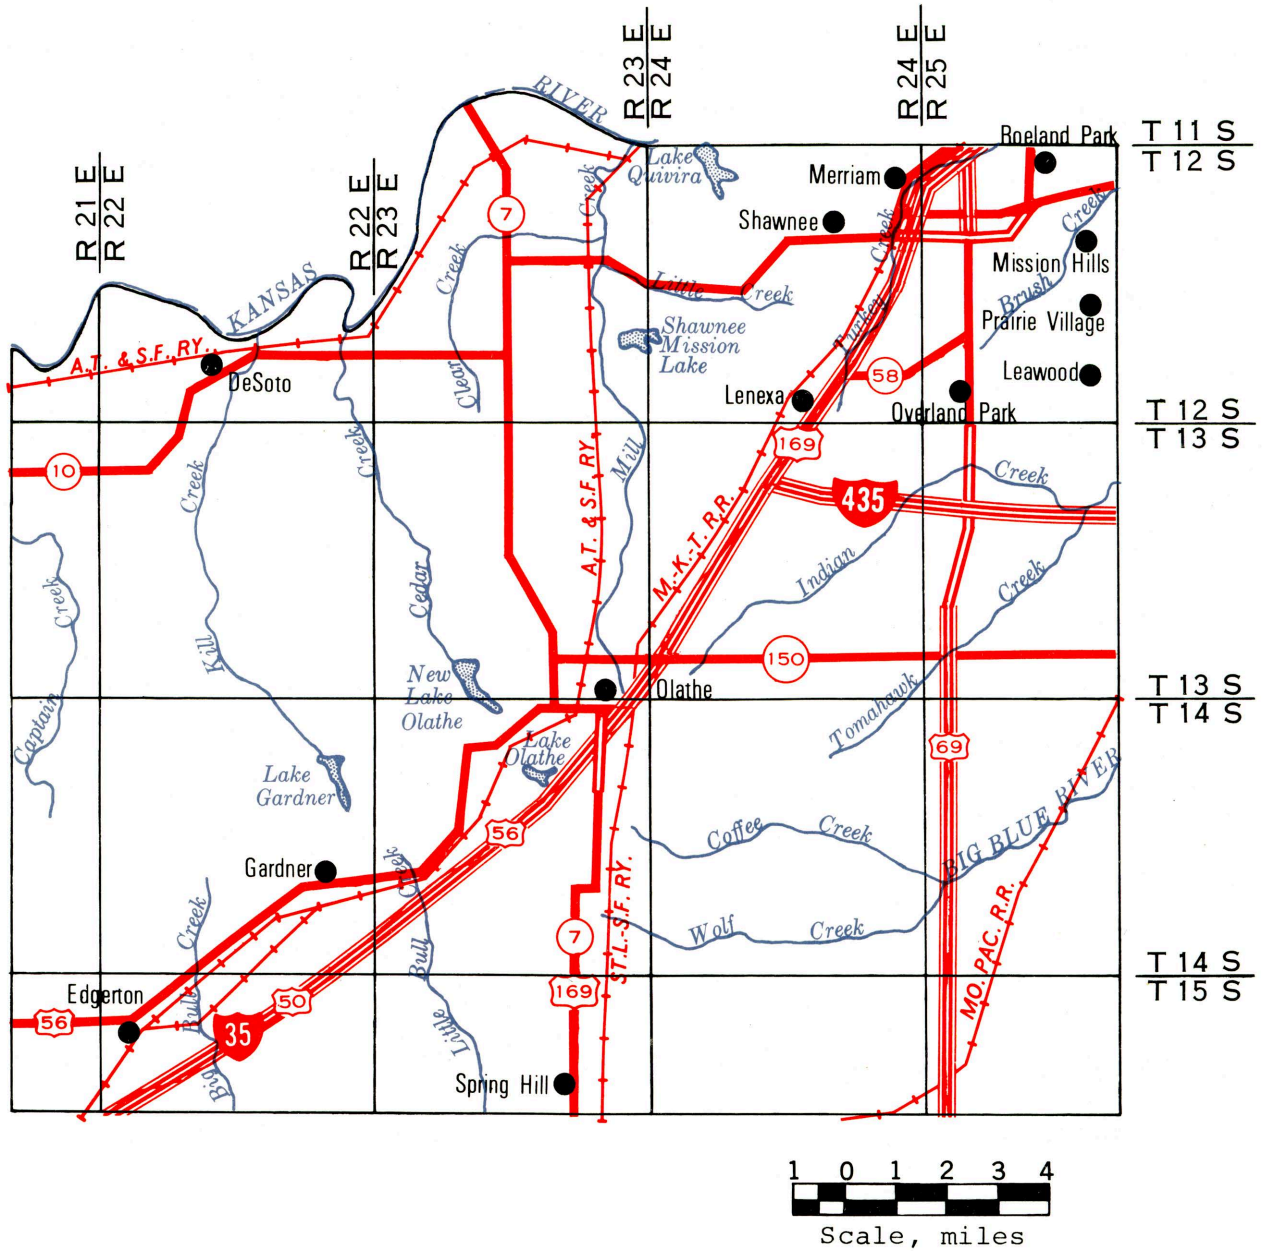 R 23 E
R 24 E
R 24 E
R 25 E
RIVER
Roeland Park
T 11 S
T 12 S
R 21 E
R 22 E
R 22 E
R 23 E
Lake
Quivira
Merriam
Creek
7
Shawnee
Creek
Creek
Mission Hills
Creek
KANSAS
Little Creek
Brush
Prairie Village
Shawnee
Mission
Lake
Turkey
A.T. & S.F. RY.
DeSoto
Clear
58
Leawood
Lenexa
Overland Park
T 12 S
T 13 S
169
10
Creek
Creek
Mill
Creek
435
A.T. & S.F. RY.
M.-K.-T. R.R.
Indian
Creek
Creek
Cedar
Kill
150
New
Lake
Olathe
Olathe
T 13 S
T 14 S
Captain
Tomahawk
Lake
Olathe
69
Lake
Gardner
56
Coffee Creek
BIG BLUE RIVER
Gardner
Creek
Creek
ST.L.-S.F. RY.
Wolf Creek
7
MO. PAC. R.R.
Bull
T 14 S
T 15 S
Edgerton
50
169
56
Bull
35
Little
Big
Spring Hill
1 0 1 2 3 4
Scale, miles